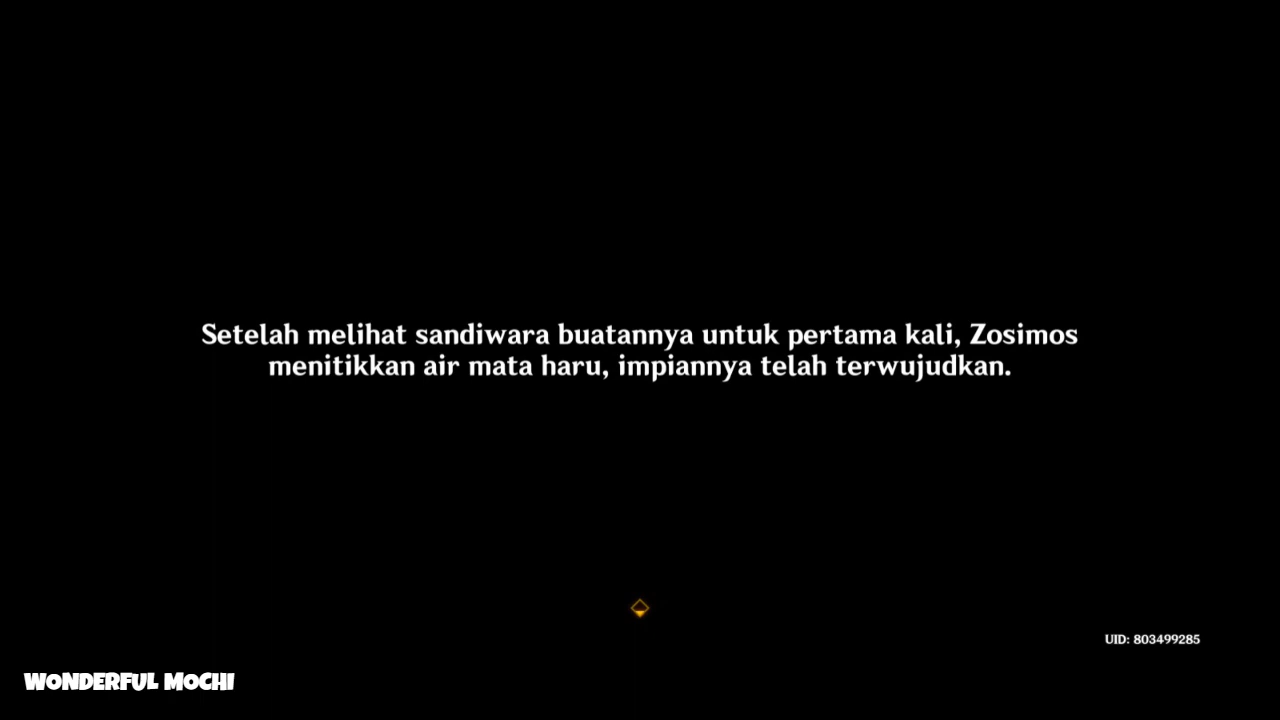 Setelah melihat sandiwara buatannya untuk pertama kali, Zosimos
menitikkan air mata haru, impiannya telah terwujudkan.
UID: 803499285
WONDERFUL MOCHI